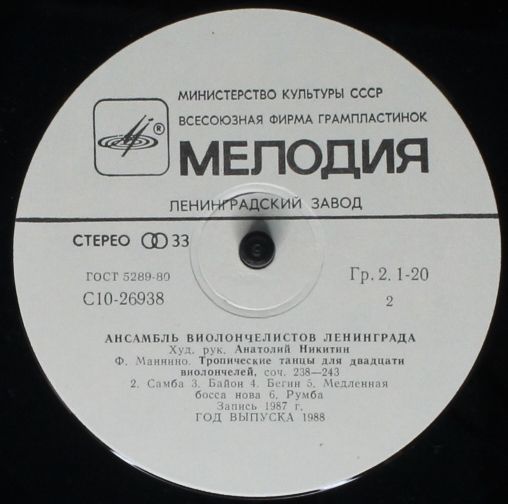 МИНИСТЕРСТВО КУЛЬТУРЫ СССР
ВСЕСОЮЗНАЯ ФИРМА ГРАМПЛАСТИНОК
®
МЕЛОДИЯ
ЛЕНИНГРАДСКИЙ ЗАВОД
СТЕРЕО 33
ГОСТ 5289-80
Гр. 2. 1-20
С10-26938
2
АНСАМБЛЬ ВИОЛОНЧЕЛИСТОВ ЛЕНИНГРАДА
Худ. рук. Анатолий Никитин
Ф. Маннино. Тропические танцы для двадцати
виолончелей, соч. 238—243
2. Самба 3. Байон 4. Бегин 5. Медленная
босса нова 6. Румба
Запись 1987 г.
ГОД ВЫПУСКА 1988